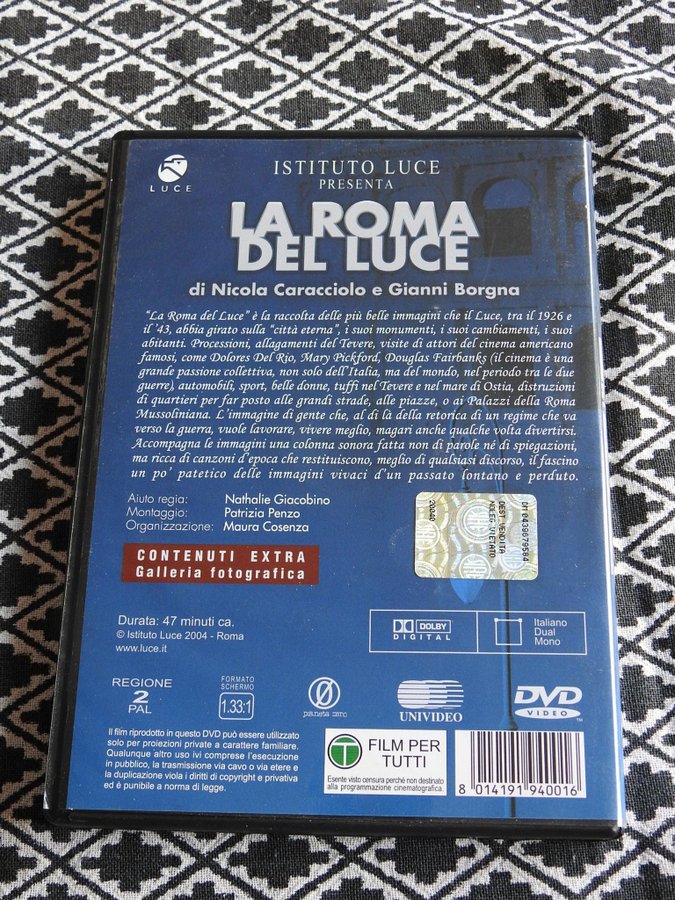 LUCE
ISTITUTO LUCE
PRESENTA
LA ROMA
DEL LUCE
di Nicola Caracciolo e Gianni Borgna
"La Roma del Luce" è la raccolta delle più belle immagini che il Luce, tra il 1926 e
il '43, abbia girato sulla "città eterna", i suoi monumenti, i suoi cambiamenti, i suoi
abitanti. Processioni, allagamenti del Tevere, visite di attori del cinema americano
famosi, come Dolores Del Rio, Mary Pickford, Douglas Fairbanks (il cinema è una
grande passione collettiva, non solo dell'Italia, ma del mondo, nel periodo tra le due
guerre), automobili, sport, belle donne, tuffi nel Tevere e nel mare di Ostia, distruzioni
di quartieri per far posto alle grandi strade, alle piazze, o ai Palazzi della Roma
Mussoliniana. L'immagine di gente che, al di là della retorica di un regime che va
verso la guerra, vuole lavorare, vivere meglio, magari anche qualche volta divertirsi.
Accompagna le immagini una colonna sonora fatta non di parole né di spiegazioni,
ma ricca di canzoni d'epoca che restituiscono, meglio di qualsiasi discorso, il fascino
un po' patetico delle immagini vivaci d'un passato lontano e perduto.
Aiuto regia: Nathalie Giacobino
Montaggio: Patrizia Penzo
Organizzazione: Maura Cosenza
DM0439679584
DEST.VENDITA
NOLEG.VIETATO
CONTENUTI EXTRA
Galleria fotografica
Durata: 47 minuti ca.
© Istituto Luce 2004 - Roma
www.luce.it
DOLBY
DIGITAL
Italiano
Dual
Mono
REGIONE
2
PAL
FORMATO
SCHERMO
1.33:1
pianeta zero
UNIVIDEO
DVD
VIDEO
TM
Il film riprodotto in questo DVD può essere utilizzato
solo per proiezioni private a carattere familiare.
Qualunque altro uso ivi comprese l'esecuzione
in pubblico, la trasmissione via cavo o via etere e
la duplicazione viola i diritti di copyright e privativa
ed è punibile a norma di legge.
T
FILM PER
TUTTI
Esente visto censura perché non destinato
alla programmazione cinematografica.
8 014191 940016